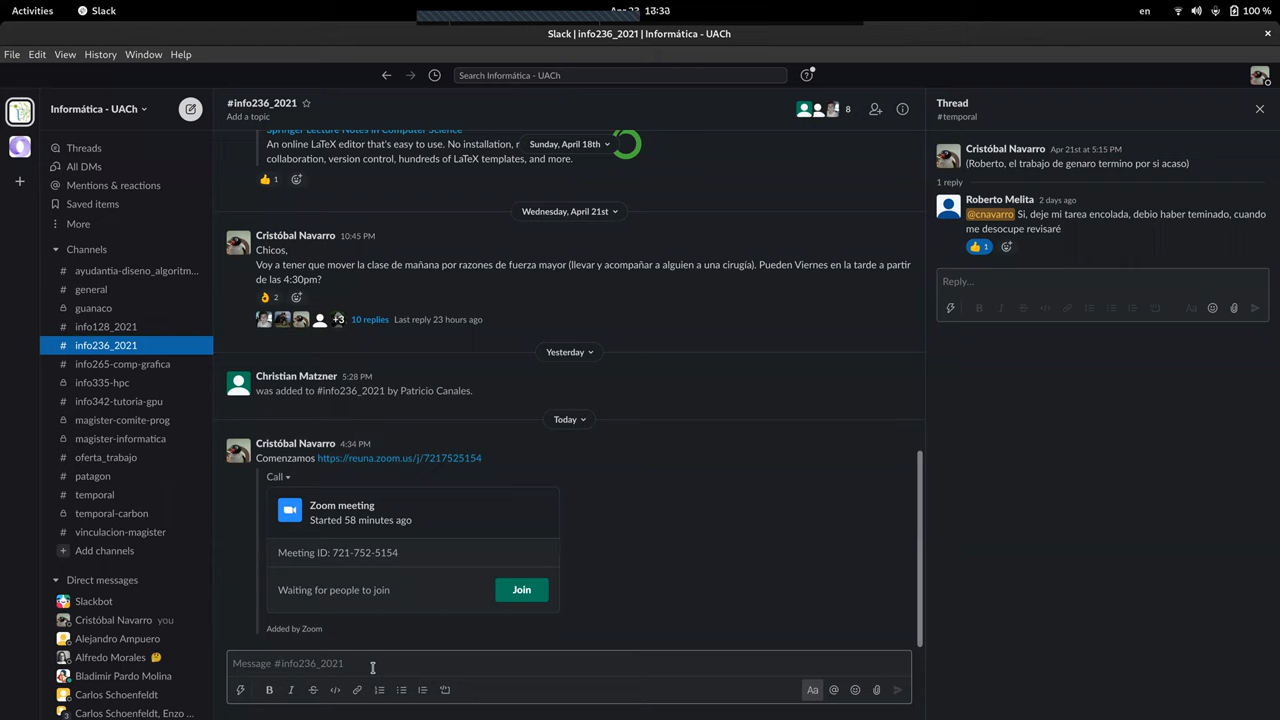 Activities
Slack
en
100 %
Slack | info236_2021 | Informática - UACh
File Edit View History Window Help
Search Informática - UACh
Informática - UACh
Threads
All DMs
Mentions & reactions
Saved items
More
Channels
# ayudantia-diseno_algoritm...
# general
guanaco
# info128_2021
# info236_2021
# info265-comp-grafica
info335-hpc
# info342-tutoria-gpu
magister-comite-prog
magister-informatica
# oferta_trabajo
# patagon
# temporal
temporal-carbon
# vinculacion-magister
Add channels
Direct messages
Slackbot
Cristóbal Navarro you
Alejandro Ampuero
Alfredo Morales
Bladimir Pardo Molina
Carlos Schoenfeldt
3 Carlos Schoenfeldt, Enzo ...
#info236_2021
Add a topic
8
Springer Lecture Notes in Computer Science
An online LaTeX editor that's easy to use. No installation, r
Sunday, April 18th
collaboration, version control, hundreds of LaTeX templates, and more.
1
Wednesday, April 21st
Cristóbal Navarro 10:45 PM
Chicos,
Voy a tener que mover la clase de mañana por razones de fuerza mayor (llevar y acompañar a alguien a una cirugía). Pueden Viernes en la tarde a partir
de las 4:30pm?
2
+3 10 replies Last reply 23 hours ago
Yesterday
Christian Matzner 5:28 PM
was added to #info236_2021 by Patricio Canales.
Today
Cristóbal Navarro 4:34 PM
Comenzamos https://reuna.zoom.us/j/7217525154
Call
Zoom meeting
Started 58 minutes ago
Meeting ID: 721-752-5154
Waiting for people to join
Join
Added by Zoom
Message #info236_2021
Aa
Thread
#temporal
Cristóbal Navarro Apr 21st at 5:15 PM
(Roberto, el trabajo de genaro termino por si acaso)
1 reply
Roberto Melita 2 days ago
@cnavarro Si, deje mi tarea encolada, debio haber teminado, cuando
me desocupe revisaré
1
Reply...
Aa